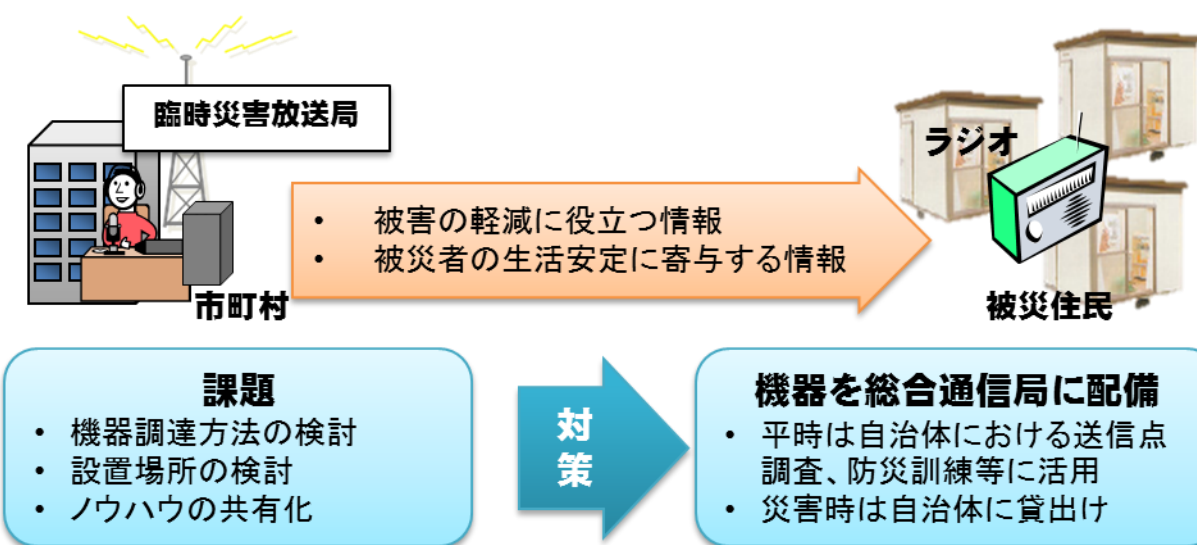 臨時災害放送局
ラジオ
• 被害の軽減に役立つ情報
• 被災者の生活安定に寄与する情報
市町村
被災住民
課題
• 機器調達方法の検討
• 設置場所の検討
• ノウハウの共有化
対
策
機器を総合通信局に配備
• 平時は自治体における送信点
調査、防災訓練等に活用
• 災害時は自治体に貸出け